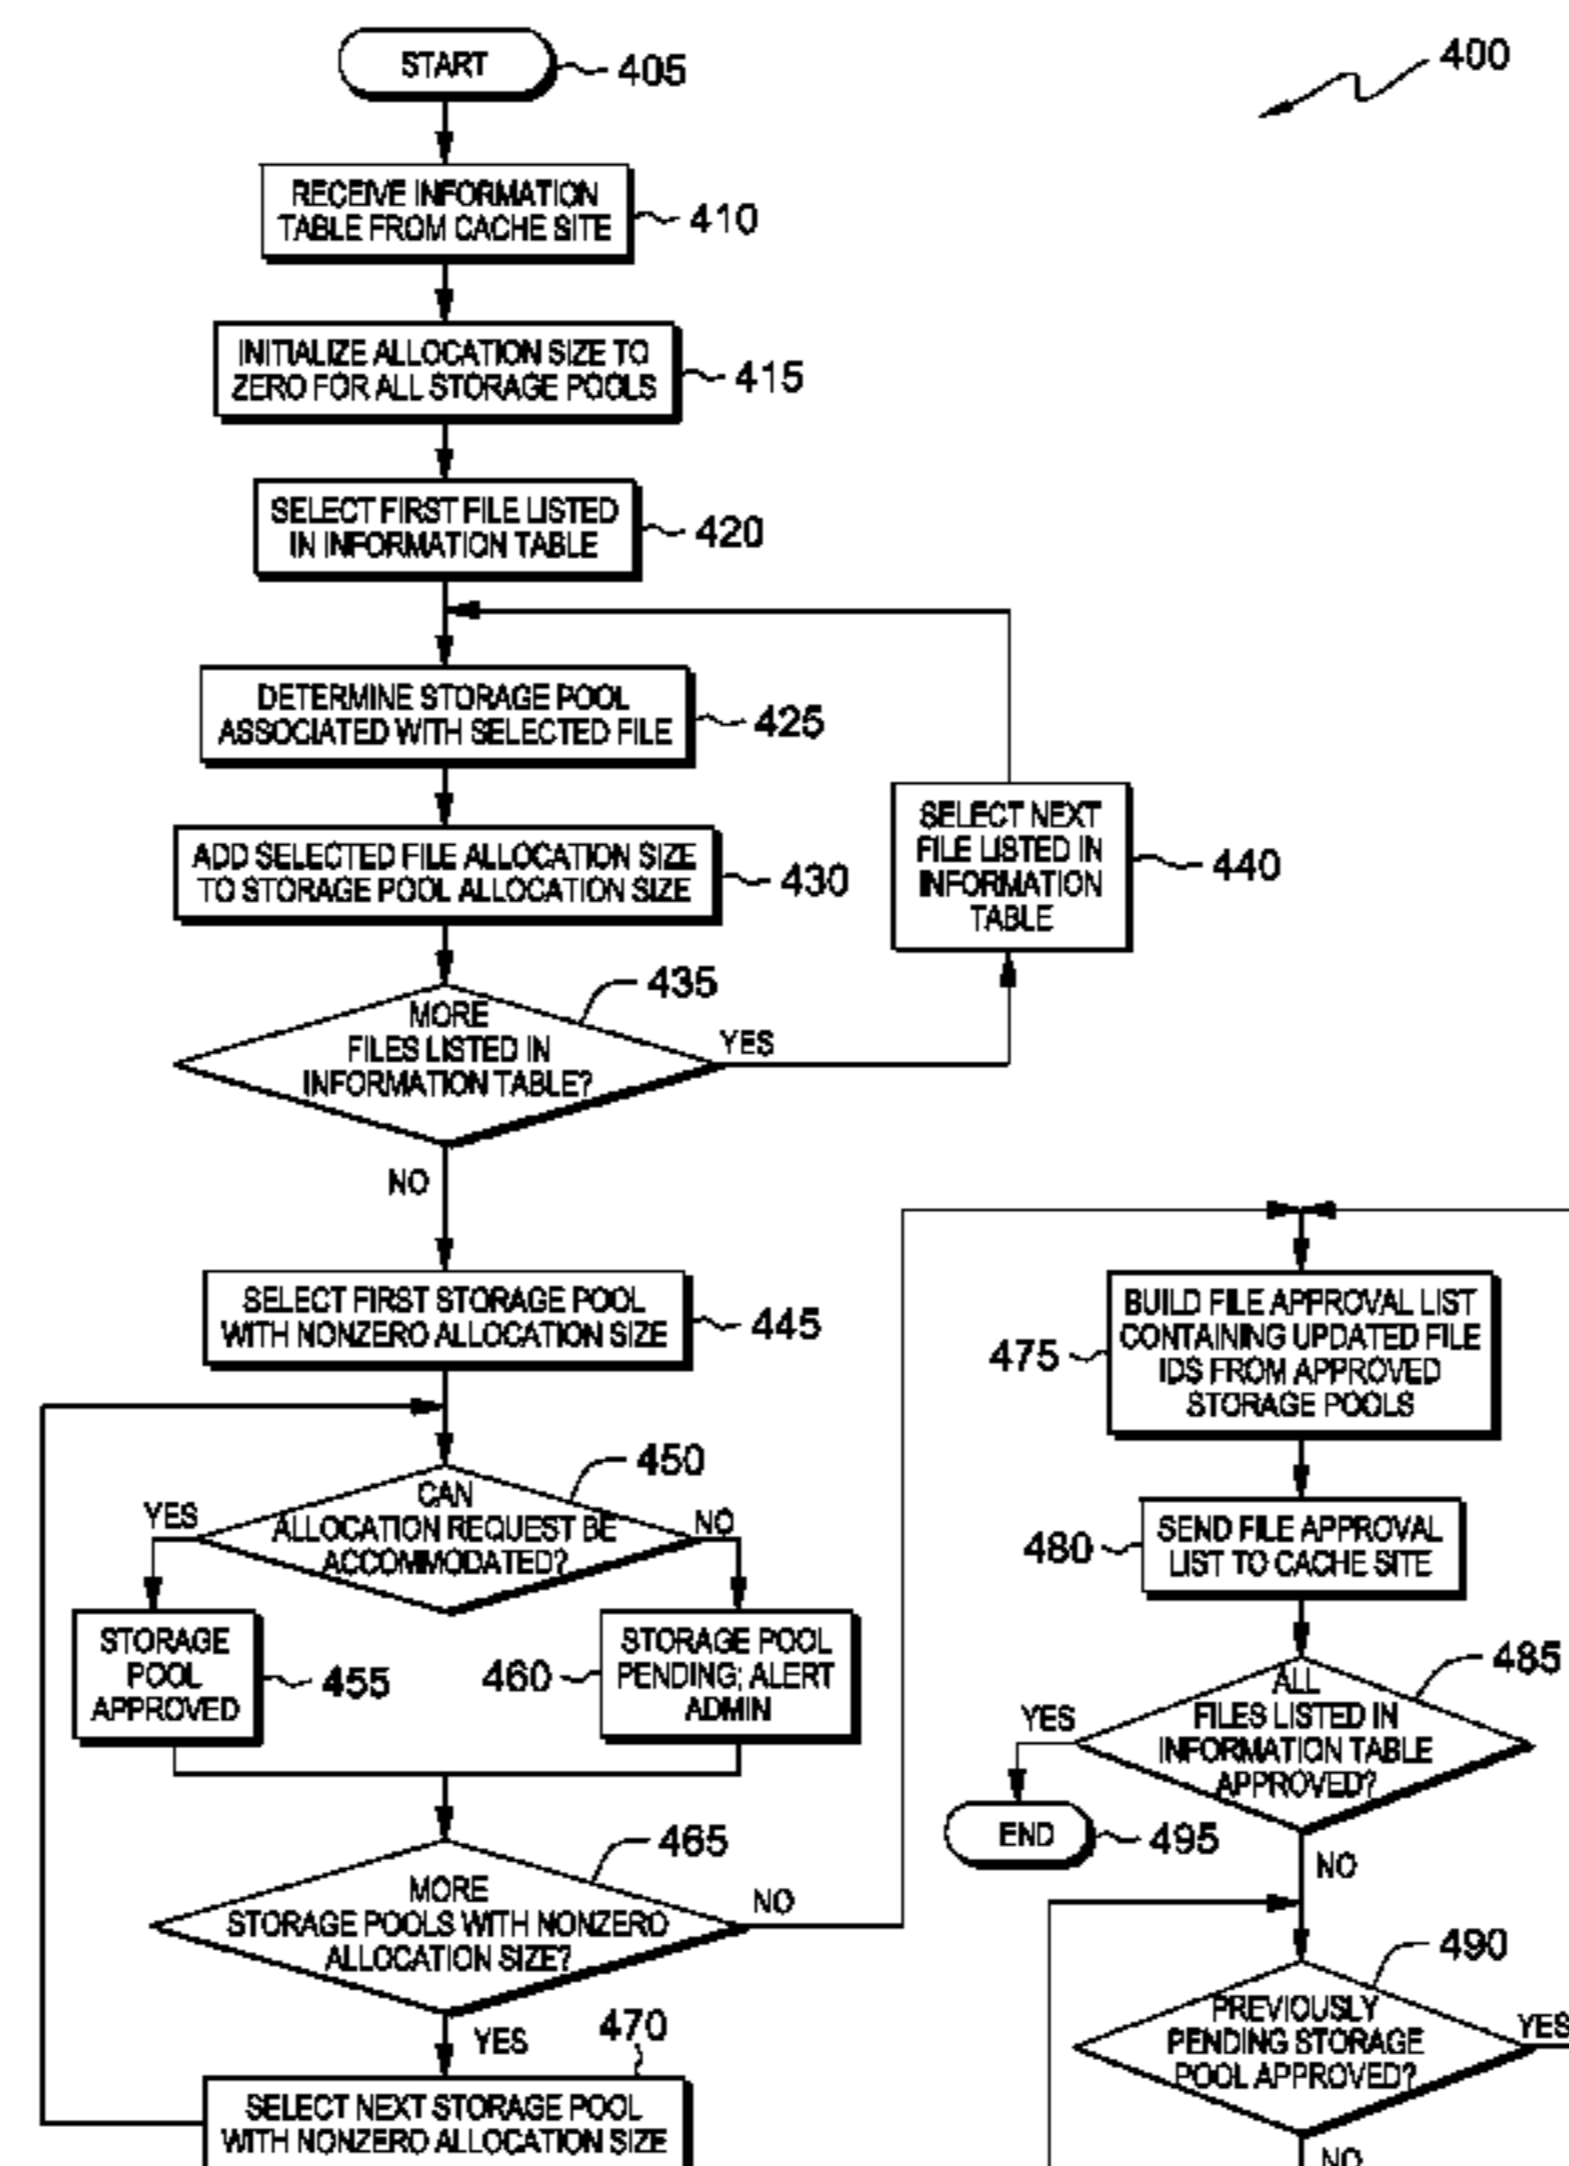 START
405
400
RECEIVE INFORMATION
TABLE FROM CACHE SITE
410
INITIALIZE ALLOCATION SIZE TO
ZERO FOR ALL STORAGE POOLS
415
SELECT FIRST FILE LISTED
IN INFORMATION TABLE
420
DETERMINE STORAGE POOL
ASSOCIATED WITH SELECTED FILE
425
ADD SELECTED FILE ALLOCATION SIZE
TO STORAGE POOL ALLOCATION SIZE
430
SELECT NEXT
FILE LISTED IN
INFORMATION
TABLE
440
MORE
FILES LISTED IN
INFORMATION TABLE?
435
YES
NO
SELECT FIRST STORAGE POOL
WITH NONZERO ALLOCATION SIZE
445
CAN
ALLOCATION REQUEST BE
ACCOMMODATED?
450
YES
NO
STORAGE
POOL
APPROVED
455
460
STORAGE POOL
PENDING; ALERT
ADMIN
MORE
STORAGE POOLS WITH NONZERO
ALLOCATION SIZE?
465
NO
YES
470
SELECT NEXT STORAGE POOL
WITH NONZERO ALLOCATION SIZE
475
BUILD FILE APPROVAL LIST
CONTAINING UPDATED FILE
IDS FROM APPROVED
STORAGE POOLS
480
SEND FILE APPROVAL
LIST TO CACHE SITE
ALL
FILES LISTED IN
INFORMATION TABLE
APPROVED?
485
YES
END
495
NO
PREVIOUSLY
PENDING STORAGE
POOL APPROVED?
490
YES
NO